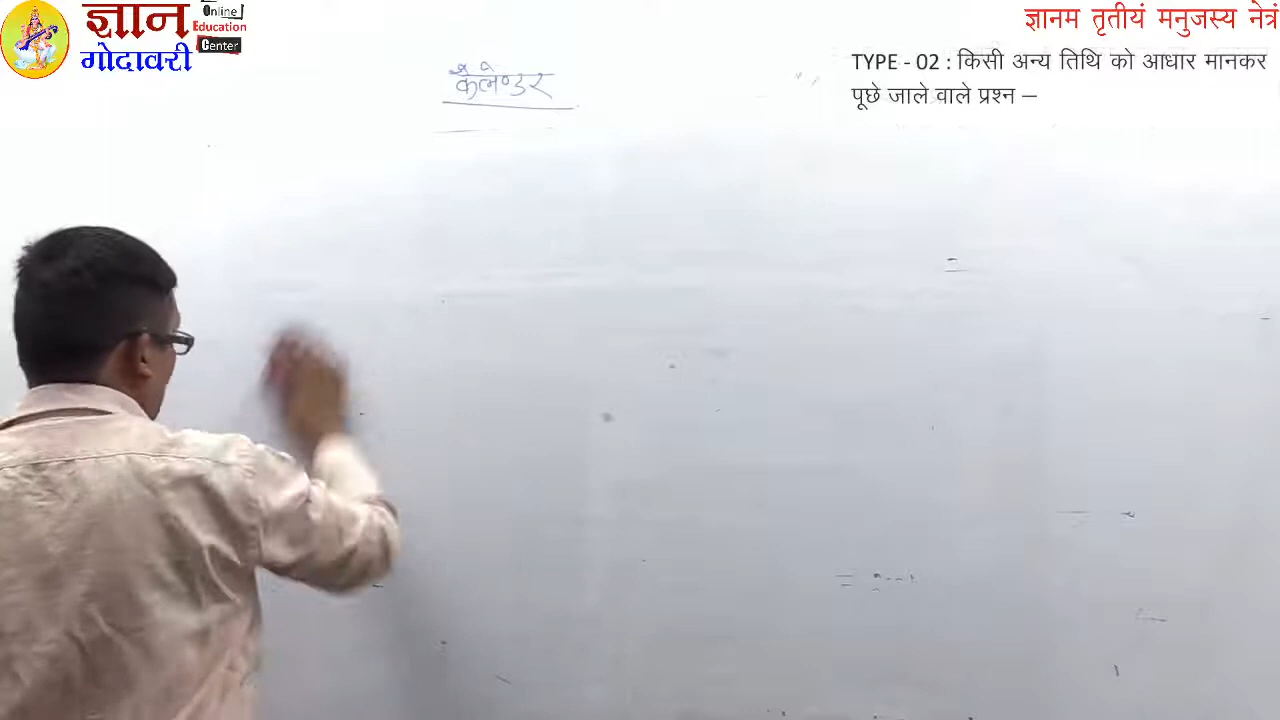 ज्ञान
गोदावरी
Online
Education
Center
ज्ञानम तृतीयं मनुजस्य नेत्रं
TYPE - 02 : किसी अन्य तिथि को आधार मानकर
पूछे जाले वाले प्रश्न –
कैलेण्डर